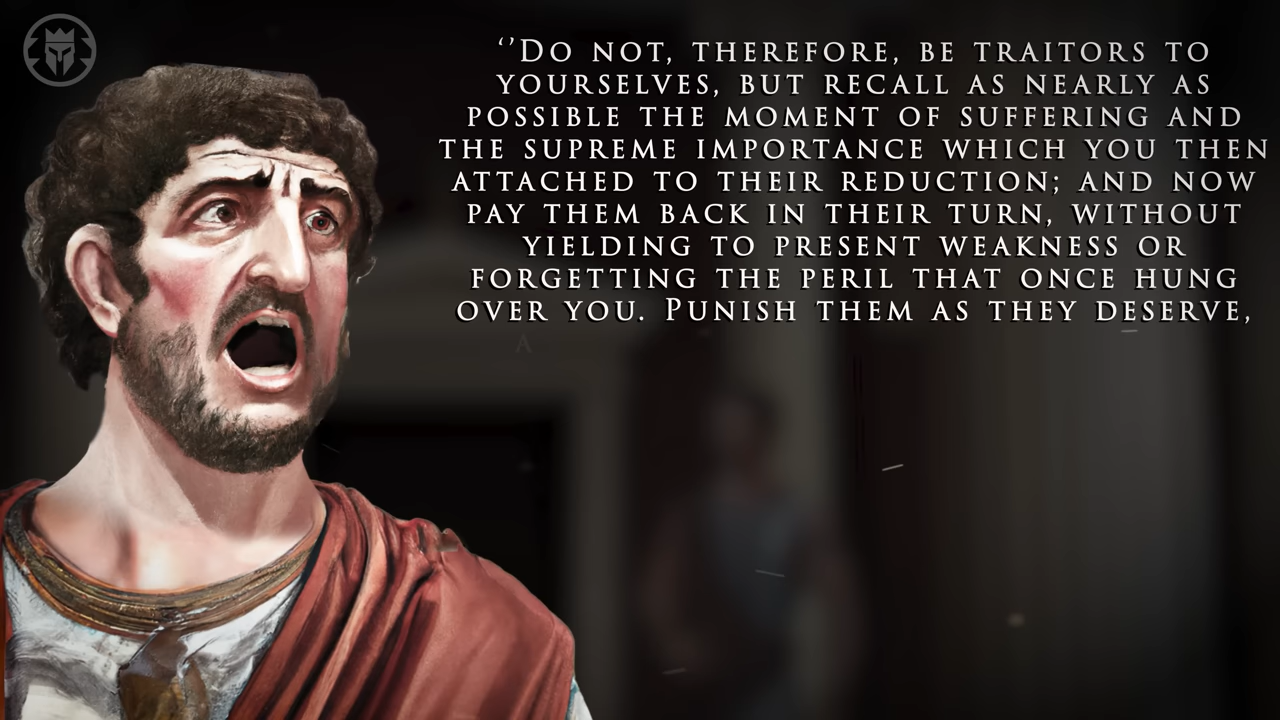 ‘’Do not, therefore, be traitors to
yourselves, but recall as nearly as
possible the moment of suffering and
the supreme importance which you then
attached to their reduction; and now
pay them back in their turn, without
yielding to present weakness or
forgetting the peril that once hung
over you. Punish them as they deserve,
A